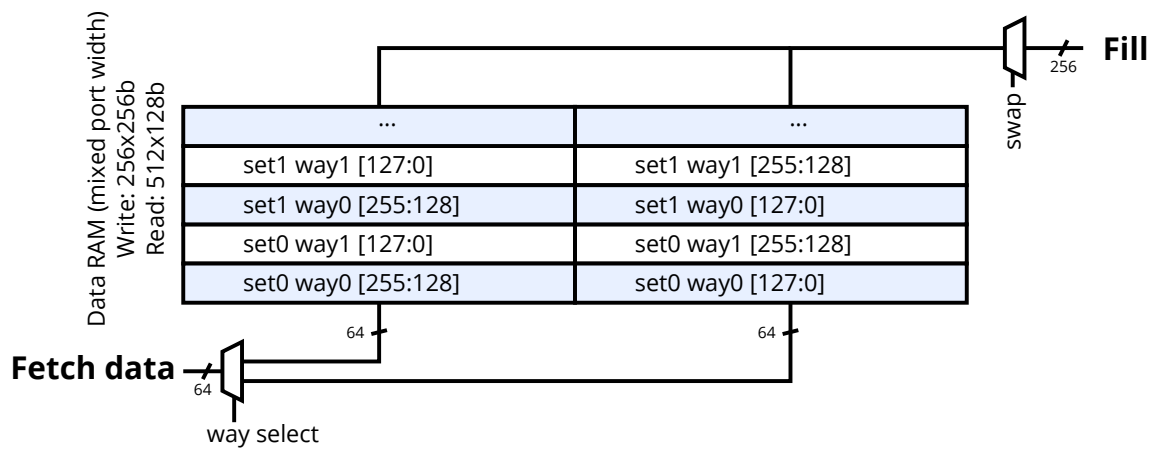 Data RAM (mixed port width)
Write: 256x256b
Read: 512x128b
Fill
256
swap
... ...
set1 way1 [127:0] set1 way1 [255:128]
set1 way0 [255:128] set1 way0 [127:0]
set0 way1 [127:0] set0 way1 [255:128]
set0 way0 [255:128] set0 way0 [127:0]
64 64
Fetch data
64
way select